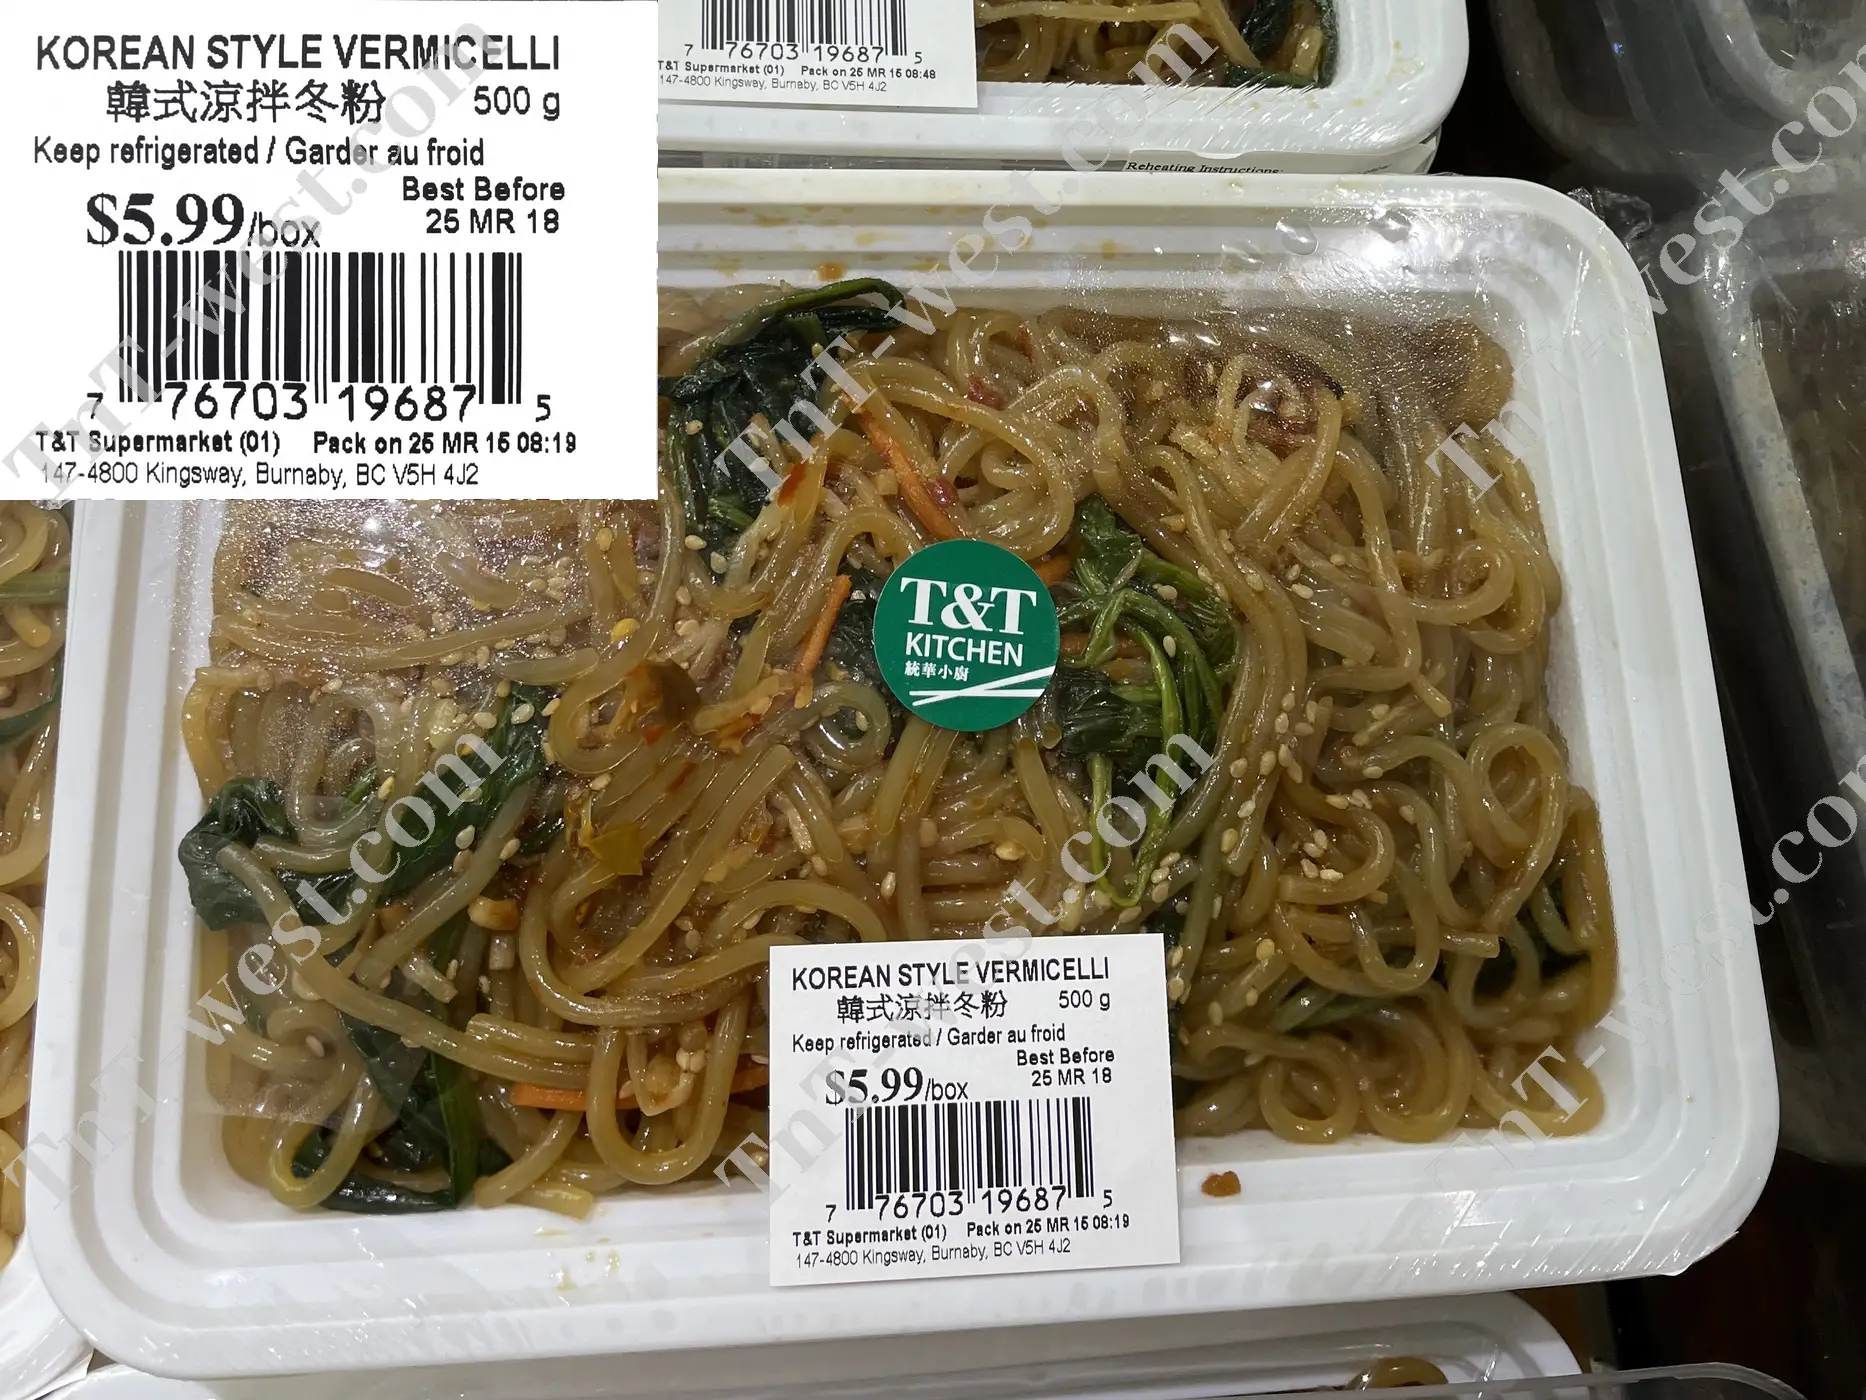 KOREAN STYLE VERMICELLI
韓式涼拌冬粉 500 g
Keep refrigerated / Garder au froid
Best Before
$5.99/box 25 MR 18
7 76703 19687 5
T&T Supermarket (01) Pack on 25 MR 15 08:19
147-4800 Kingsway, Burnaby, BC V5H 4J2
7 76703 19687 5
T&T Supermarket (01) Pack on 25 MR 15 08:48
147-4800 Kingsway, Burnaby, BC V5H 4J2
Reheating Instructions:
T&T
KITCHEN
統華小廚
KOREAN STYLE VERMICELLI
韓式涼拌冬粉 500 g
Keep refrigerated / Garder au froid
Best Before
$5.99/box 25 MR 18
7 76703 19687 5
T&T Supermarket (01) Pack on 25 MR 15 08:19
147-4800 Kingsway, Burnaby, BC V5H 4J2
TnT-west.com
TnT-west.com
TnT-west.com
TnT-west.com
TnT-west.com
TnT-west.com